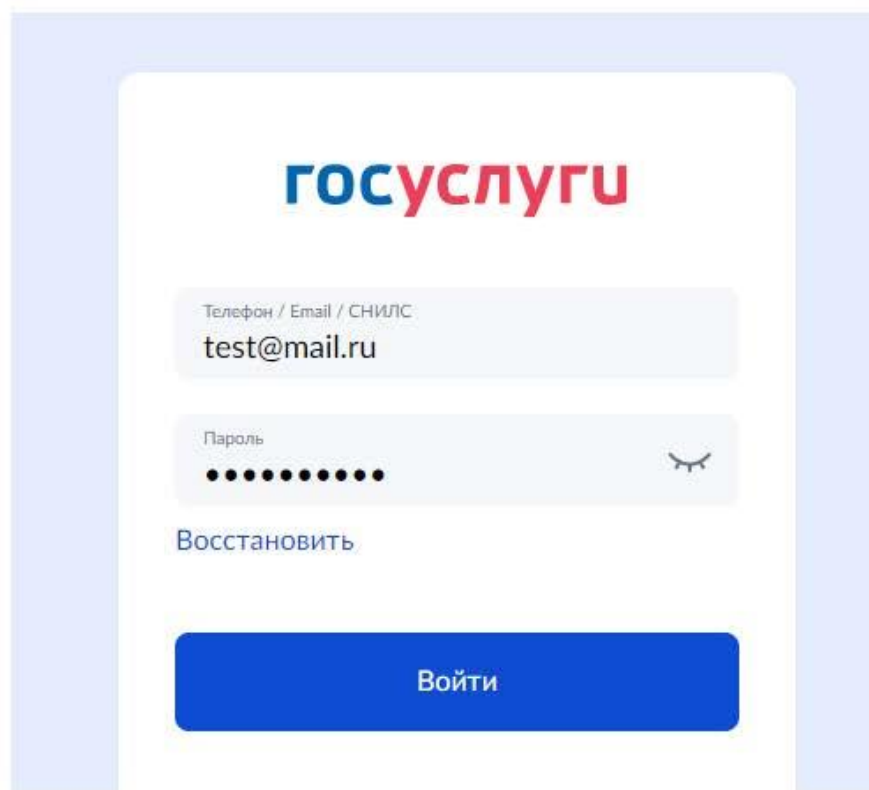 госуслуги
Телефон / Email / СНИЛС
test@mail.ru
Пароль
••••••••••
Восстановить
Войти